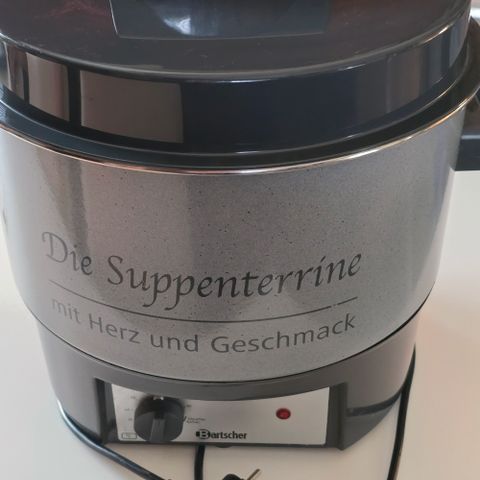 Die Suppenterrine
mit Herz und Geschmack
Bartscher